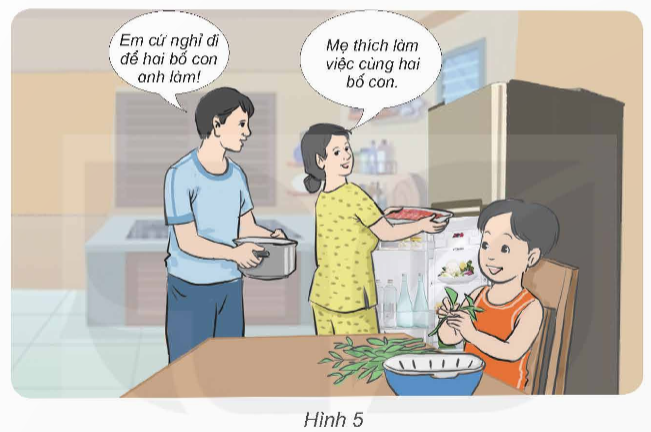 Em cứ nghỉ đi
để hai bố con
anh làm!
Mẹ thích làm
việc cùng hai
bố con.
Hình 5